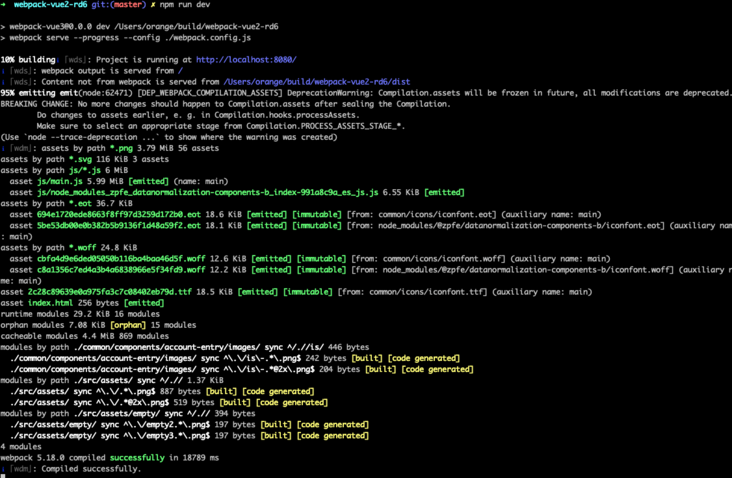 → webpack-vue2-rd6 git:(master) ✗ npm run dev
> webpack-vue3@0.0.0 dev /Users/orange/build/webpack-vue2-rd6
> webpack serve --progress --config ./webpack.config.js
10% building「wds」: Project is running at http://localhost:8080/
「wds」: webpack output is served from /
「wds」: Content not from webpack is served from /Users/orange/build/webpack-vue2-rd6/dist
95% emitting emit(node:62471) [DEP_WEBPACK_COMPILATION_ASSETS] DeprecationWarning: Compilation.assets will be frozen in future, all modifications are deprecated.
BREAKING CHANGE: No more changes should happen to Compilation.assets after sealing the Compilation.
Do changes to assets earlier, e. g. in Compilation.hooks.processAssets.
Make sure to select an appropriate stage from Compilation.PROCESS_ASSETS_STAGE_*.
(Use `node --trace-deprecation ...` to show where the warning was created)
「wdm」: assets by path *.png 3.79 MiB 56 assets
assets by path *.svg 116 KiB 3 assets
assets by path js/*.js 6 MiB
asset js/main.js 5.99 MiB [emitted] (name: main)
asset js/node_modules_zpfe_datanormalization-components-b_index-991a8c9a_es_js.js 6.55 KiB [emitted]
assets by path *.eot 36.7 KiB
asset 694e1720ede8663f8ff97d3259d172b0.eot 18.6 KiB [emitted] [immutable] [from: common/icons/iconfont.eot] (auxiliary name: main)
asset 5be53db00e0b382b5b9136f1d48a59f2.eot 18.1 KiB [emitted] [immutable] [from: node_modules/@zpfe/datanormalization-components-b/iconfont.eot] (auxiliary name
: main)
assets by path *.woff 24.8 KiB
asset cbfa4d9e6ded05050b116ba4baa46d5f.woff 12.6 KiB [emitted] [immutable] [from: common/icons/iconfont.woff] (auxiliary name: main)
asset c8a1356c7ed4a3b4a6838966e5f34fd9.woff 12.2 KiB [emitted] [immutable] [from: node_modules/@zpfe/datanormalization-components-b/iconfont.woff] (auxiliary na
me: main)
asset 2c28c89639e0a975fa3c7c08402eb79d.ttf 18.5 KiB [emitted] [immutable] [from: common/icons/iconfont.ttf] (auxiliary name: main)
asset index.html 256 bytes [emitted]
runtime modules 29.2 KiB 16 modules
orphan modules 7.08 KiB [orphan] 15 modules
cacheable modules 4.4 MiB 869 modules
modules by path ./common/components/account-entry/images/ sync ^/.//is/ 446 bytes
./common/components/account-entry/images/ sync ^\.\/is\-.*\.png$ 242 bytes [built] [code generated]
./common/components/account-entry/images/ sync ^\.\/is\-.*@2x\.png$ 204 bytes [built] [code generated]
modules by path ./src/assets/ sync ^/.// 1.37 KiB
./src/assets/ sync ^\.\/.*\.png$ 887 bytes [built] [code generated]
./src/assets/ sync ^\.\/.*@2x\.png$ 519 bytes [built] [code generated]
modules by path ./src/assets/empty/ sync ^/.// 394 bytes
./src/assets/empty/ sync ^\.\/empty2.*\.png$ 197 bytes [built] [code generated]
./src/assets/empty/ sync ^\.\/empty3.*\.png$ 197 bytes [built] [code generated]
4 modules
webpack 5.18.0 compiled successfully in 18789 ms
「wdm」: Compiled successfully.